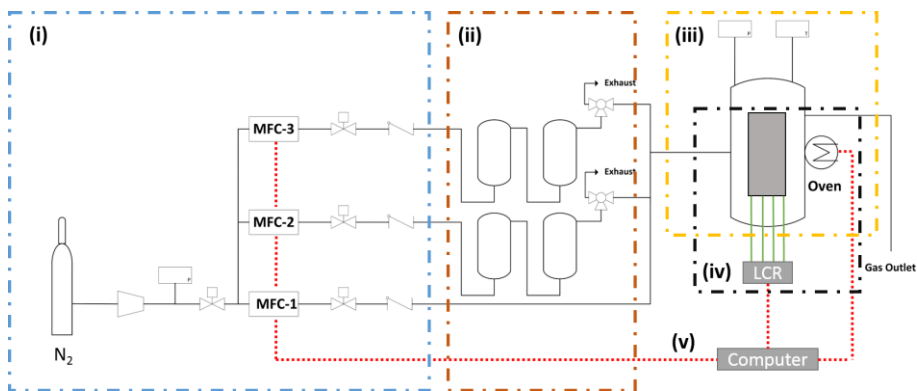 (i)
(ii)
(iii)
P
T
Exhaust
MFC-3
Exhaust
Oven
MFC-2
P
MFC-1
(iv)
LCR
Gas Outlet
N₂
(v)
Computer